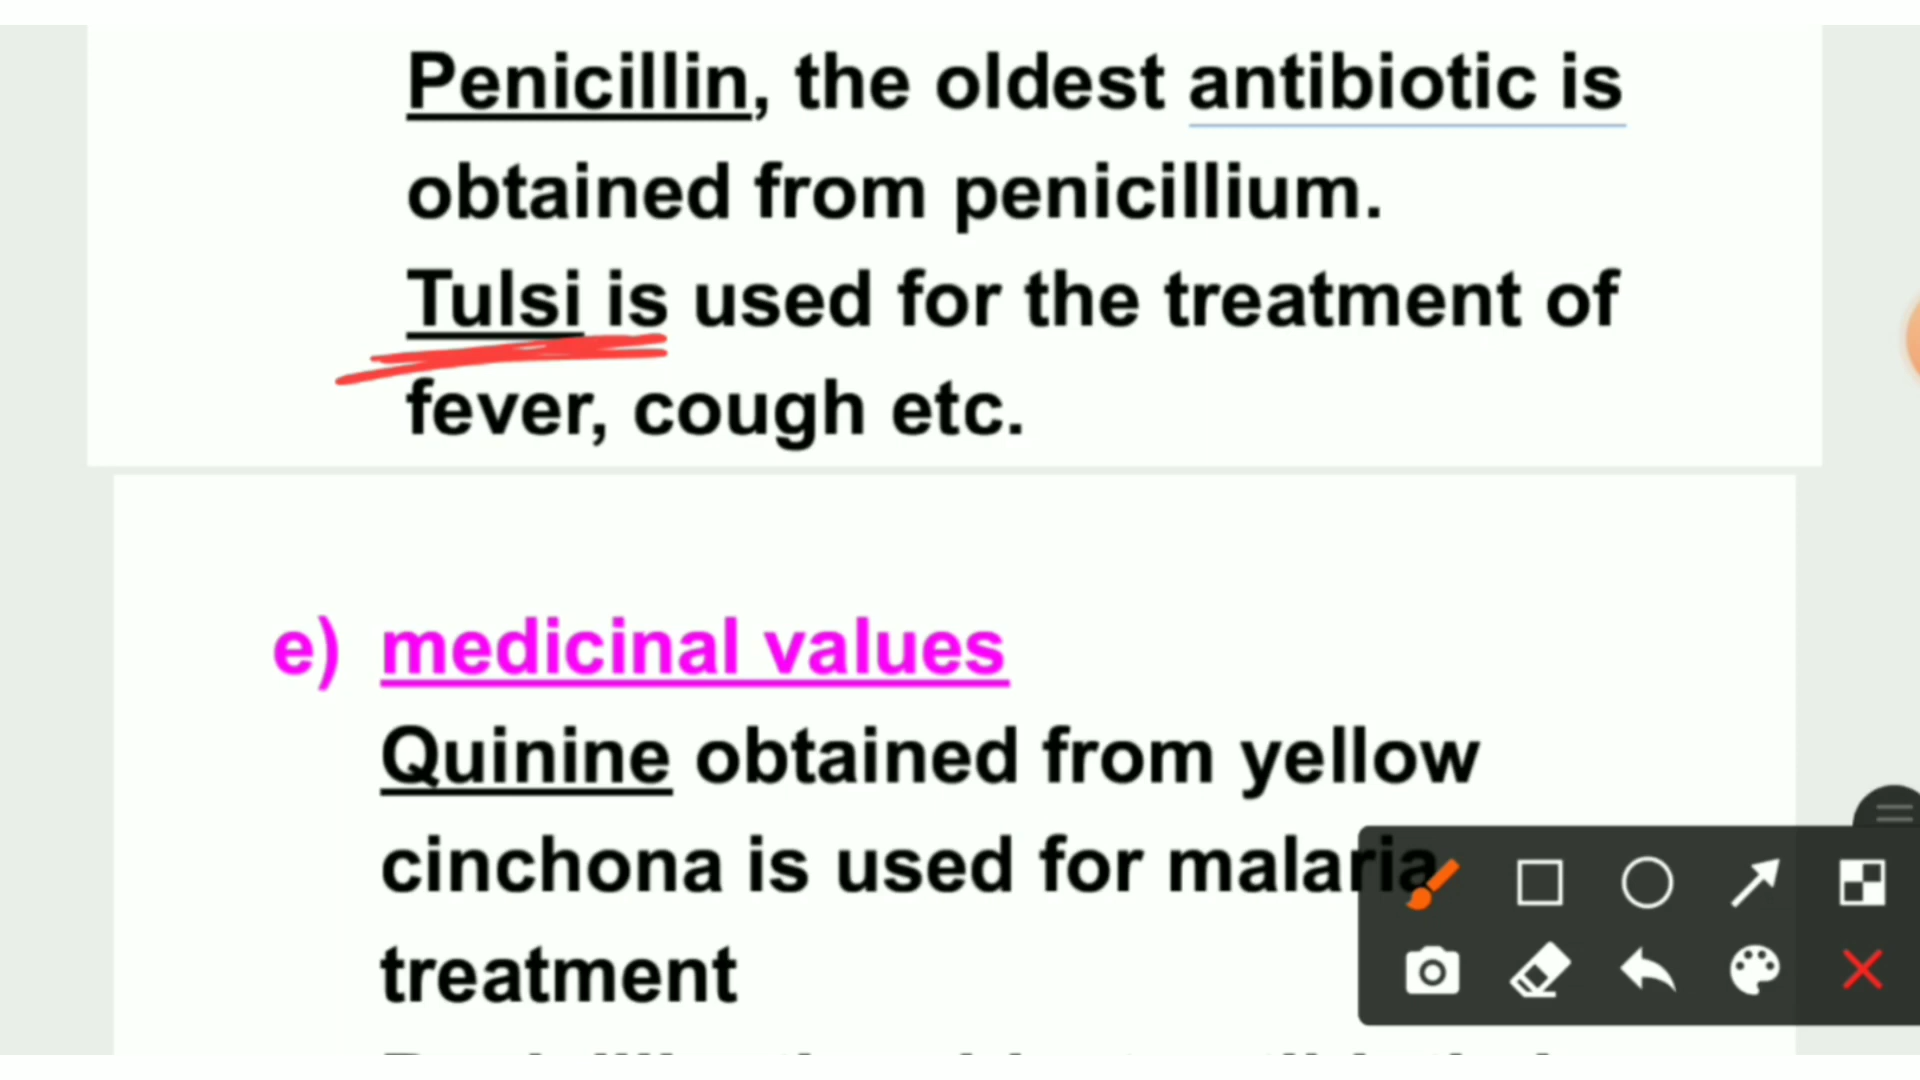 Penicillin, the oldest antibiotic is
obtained from penicillium.
Tulsi is used for the treatment of
fever, cough etc.
e) medicinal values
Quinine obtained from yellow
cinchona is used for malaria
treatment